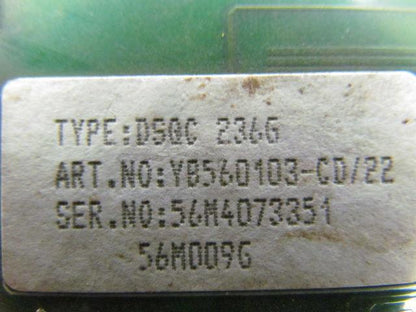 TYPE:DSQC 236G
ART.NO:YB560103-CD/22
SER.NO:56M4073351
56M009G